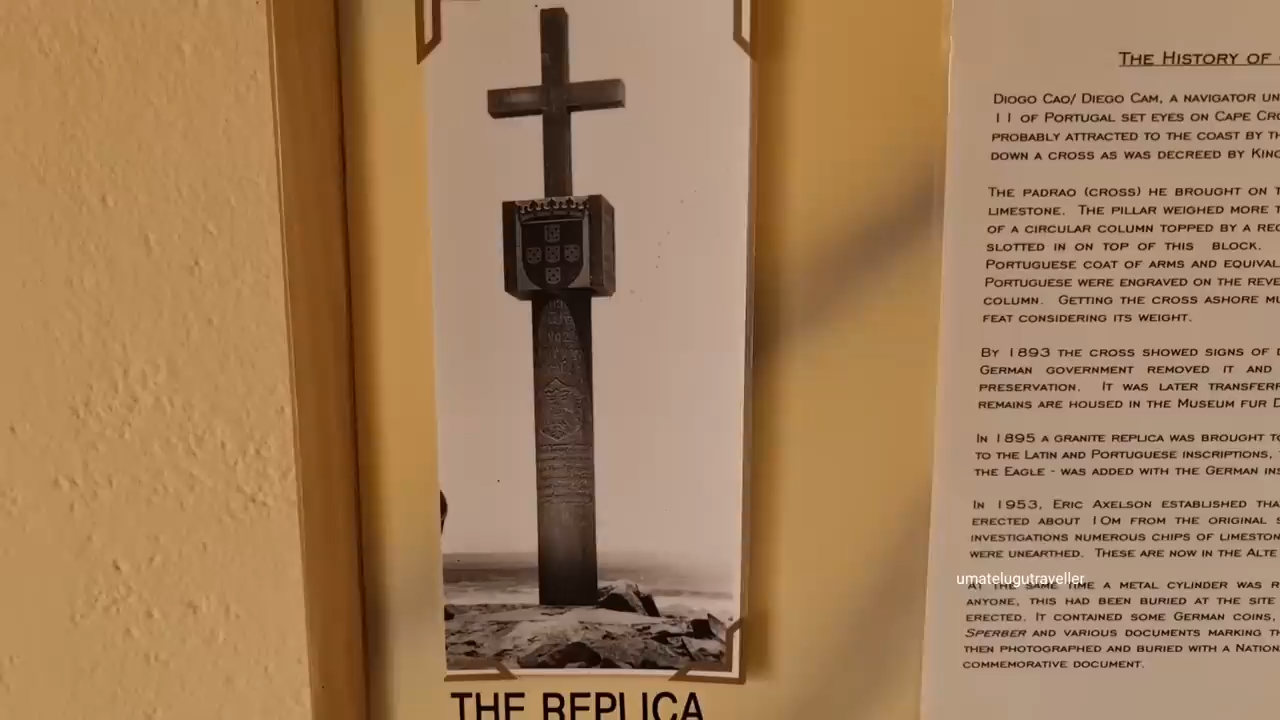 THE REPLICA
THE HISTORY OF
DIOGO CAO/ DIEGO CAM, A NAVIGATOR UN
11 OF PORTUGAL SET EYES ON CAPE CRO
PROBABLY ATTRACTED TO THE COAST BY TH
DOWN A CROSS AS WAS DECREED BY KING
THE PADRAO (CROSS) HE BROUGHT ON T
LIMESTONE. THE PILLAR WEIGHED MORE T
OF A CIRCULAR COLUMN TOPPED BY A REC
SLOTTED IN ON TOP OF THIS BLOCK.
PORTUGUESE COAT OF ARMS AND EQUIVAL
PORTUGUESE WERE ENGRAVED ON THE REVE
COLUMN. GETTING THE CROSS ASHORE MU
FEAT CONSIDERING ITS WEIGHT.
BY 1893 THE CROSS SHOWED SIGNS OF D
GERMAN GOVERNMENT REMOVED IT AND
PRESERVATION. IT WAS LATER TRANSFERR
REMAINS ARE HOUSED IN THE MUSEUM FUR D
IN 1895 A GRANITE REPLICA WAS BROUGHT TO
TO THE LATIN AND PORTUGUESE INSCRIPTIONS,
THE EAGLE - WAS ADDED WITH THE GERMAN INS
IN 1953, ERIC AXELSON ESTABLISHED THA
ERECTED ABOUT 10M FROM THE ORIGINAL S
INVESTIGATIONS NUMEROUS CHIPS OF LIMESTON
WERE UNEARTHED. THESE ARE NOW IN THE ALTE
umatelugutraveller
AT THE SAME TIME A METAL CYLINDER WAS R
ANYONE, THIS HAD BEEN BURIED AT THE SITE
ERECTED. IT CONTAINED SOME GERMAN COINS,
SPERBER AND VARIOUS DOCUMENTS MARKING TH
THEN PHOTOGRAPHED AND BURIED WITH A NATION
COMMEMORATIVE DOCUMENT.